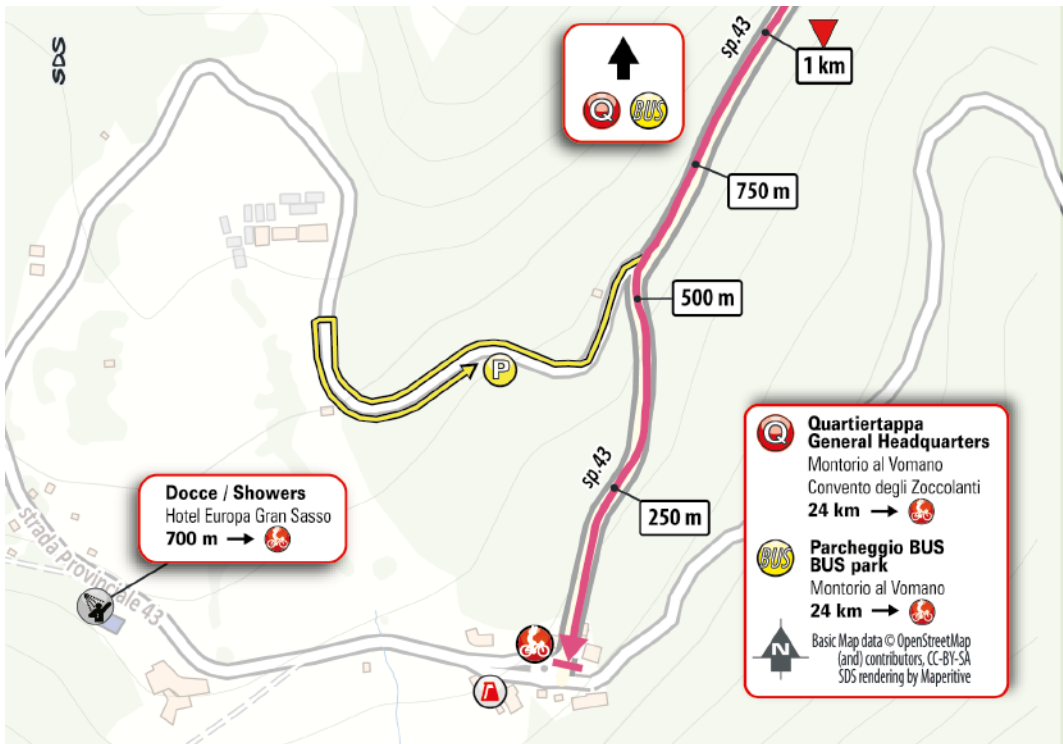 SDS
sp.43
1 km
Q BUS
750 m
500 m
P
sp.43
250 m
Docce / Showers
Hotel Europa Gran Sasso
700 m
strada provinciale 43
Q
Quartiertappa
General Headquarters
Montorio al Vomano
Convento degli Zoccolanti
24 km
BUS
Parcheggio BUS
BUS park
Montorio al Vomano
24 km
N
Basic Map data © OpenStreetMap
(and) contributors, CC-BY-SA
SDS rendering by Maperitive